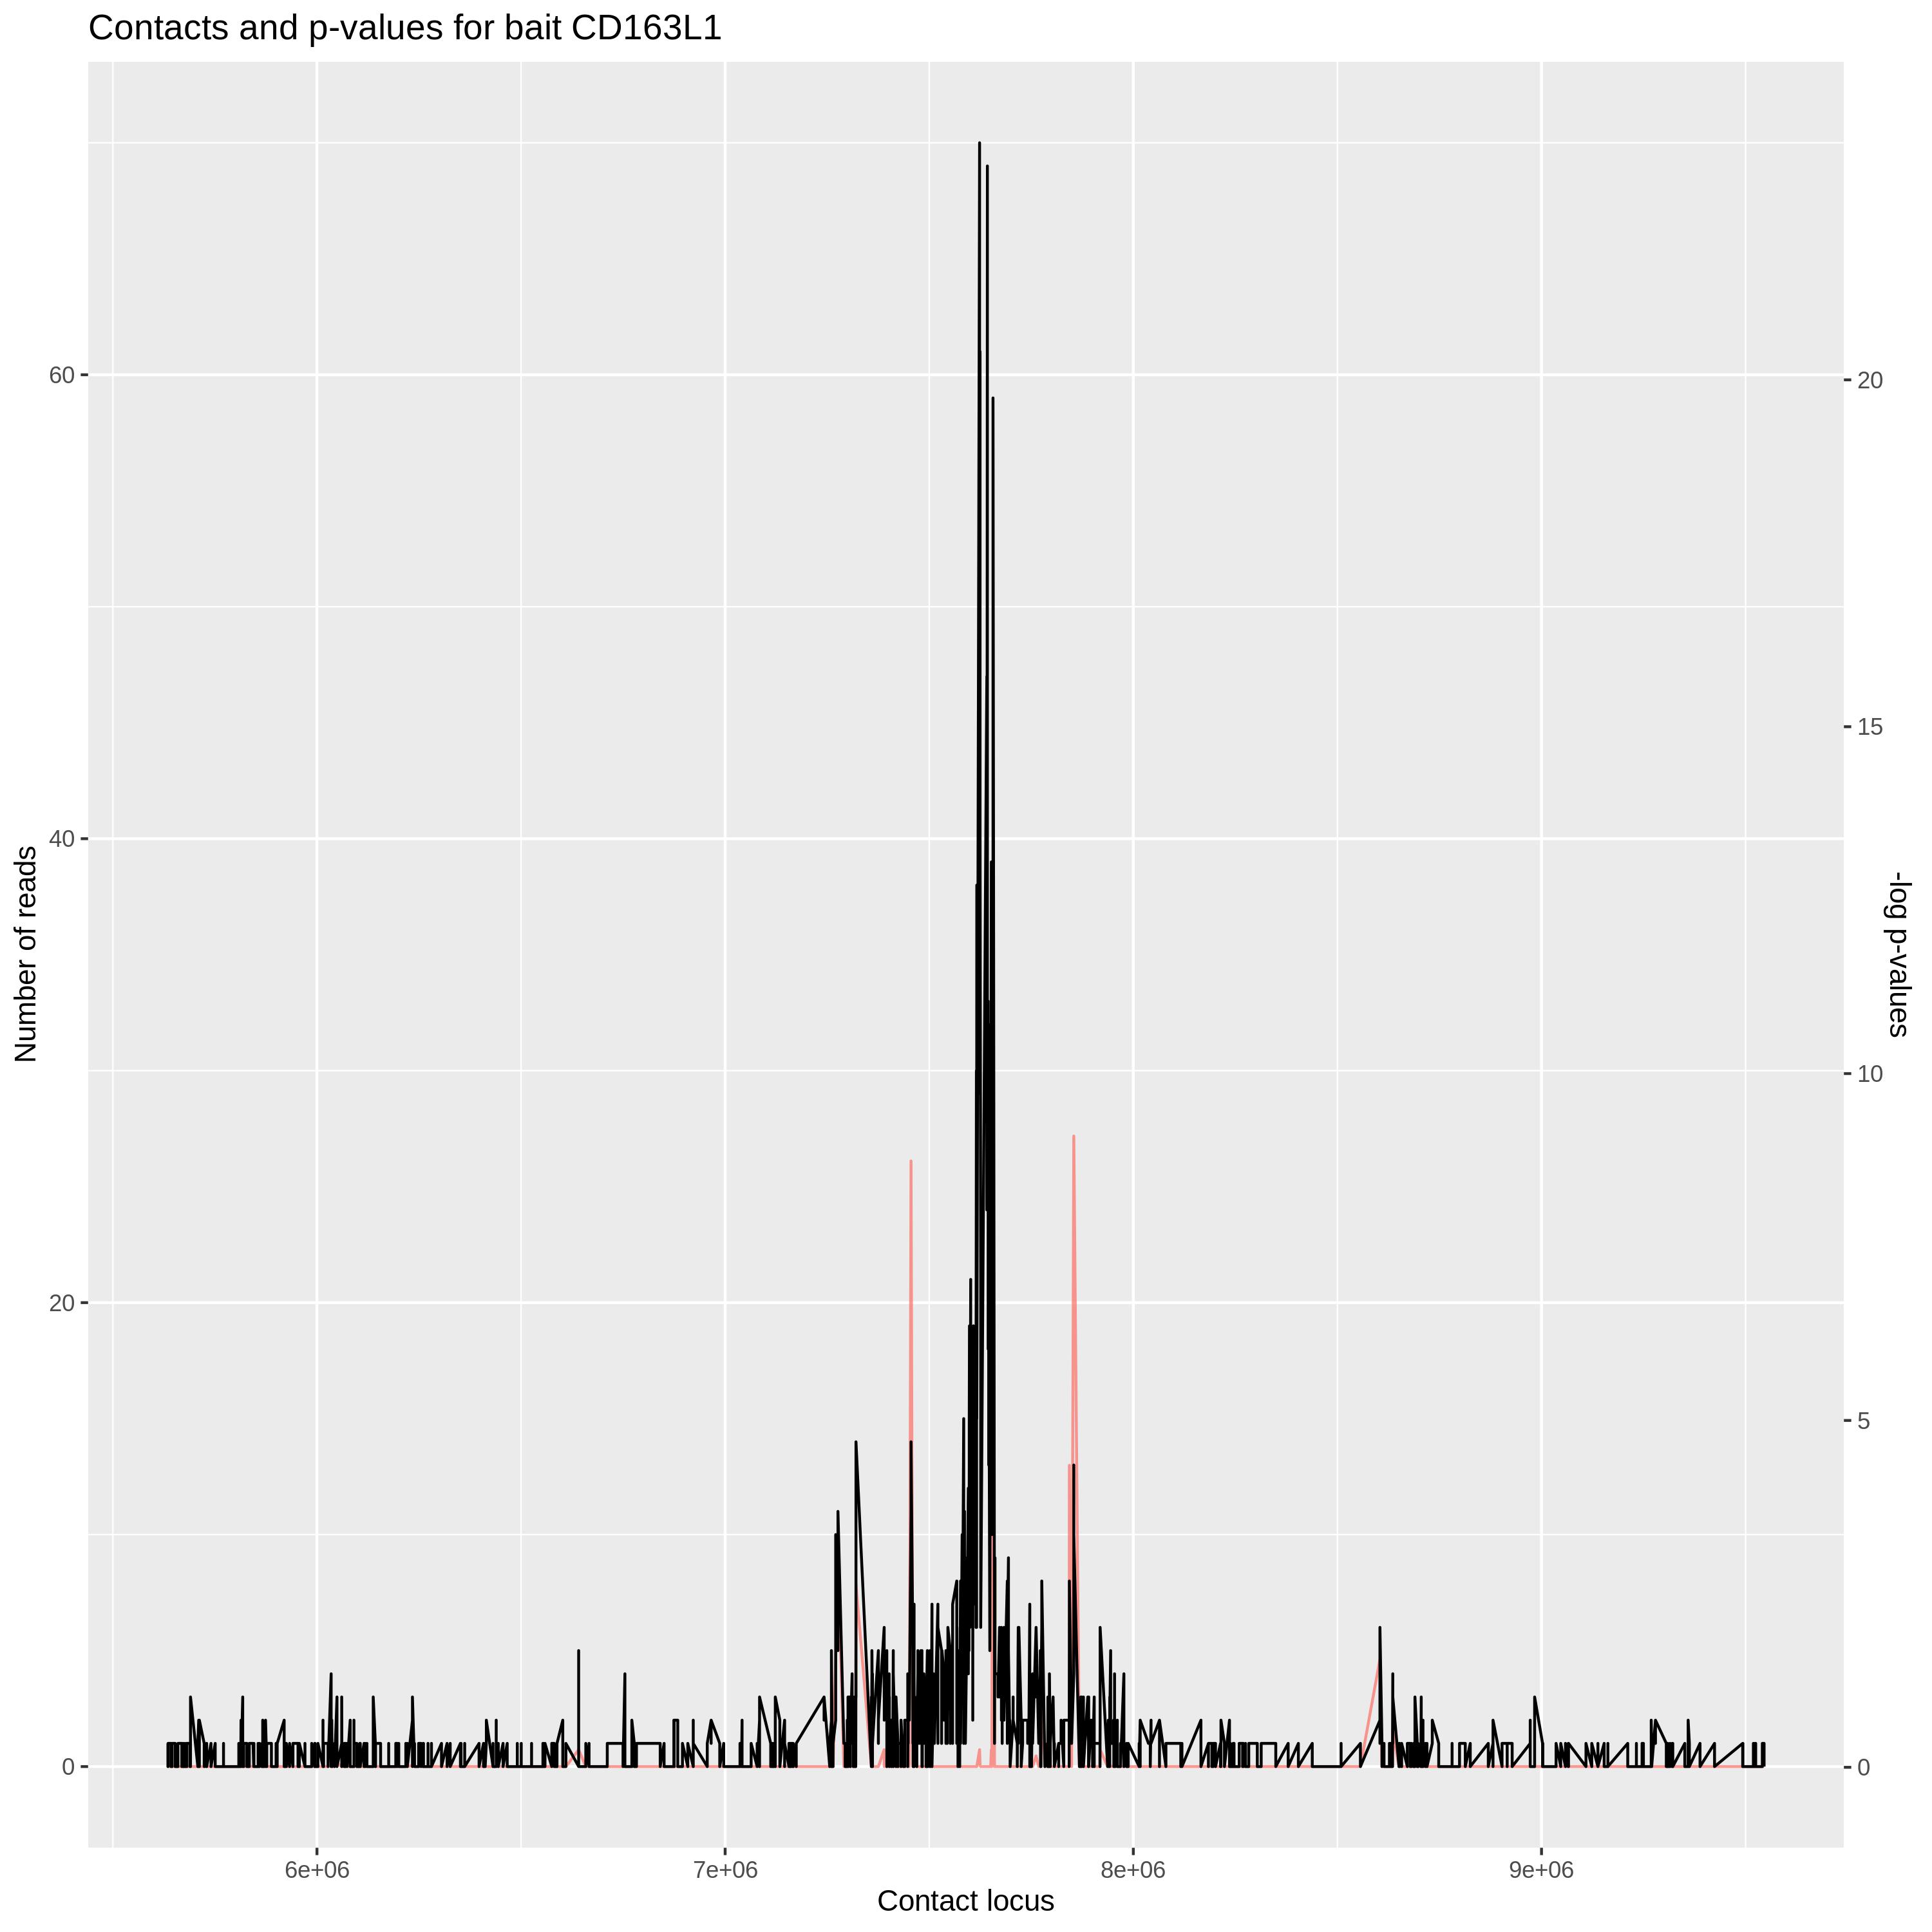 Contacts and p-values for bait CD163L1
60
40
20
0
Number of reads
20
15
10
5
0
-log p-values
6e+06
7e+06
8e+06
9e+06
Contact locus